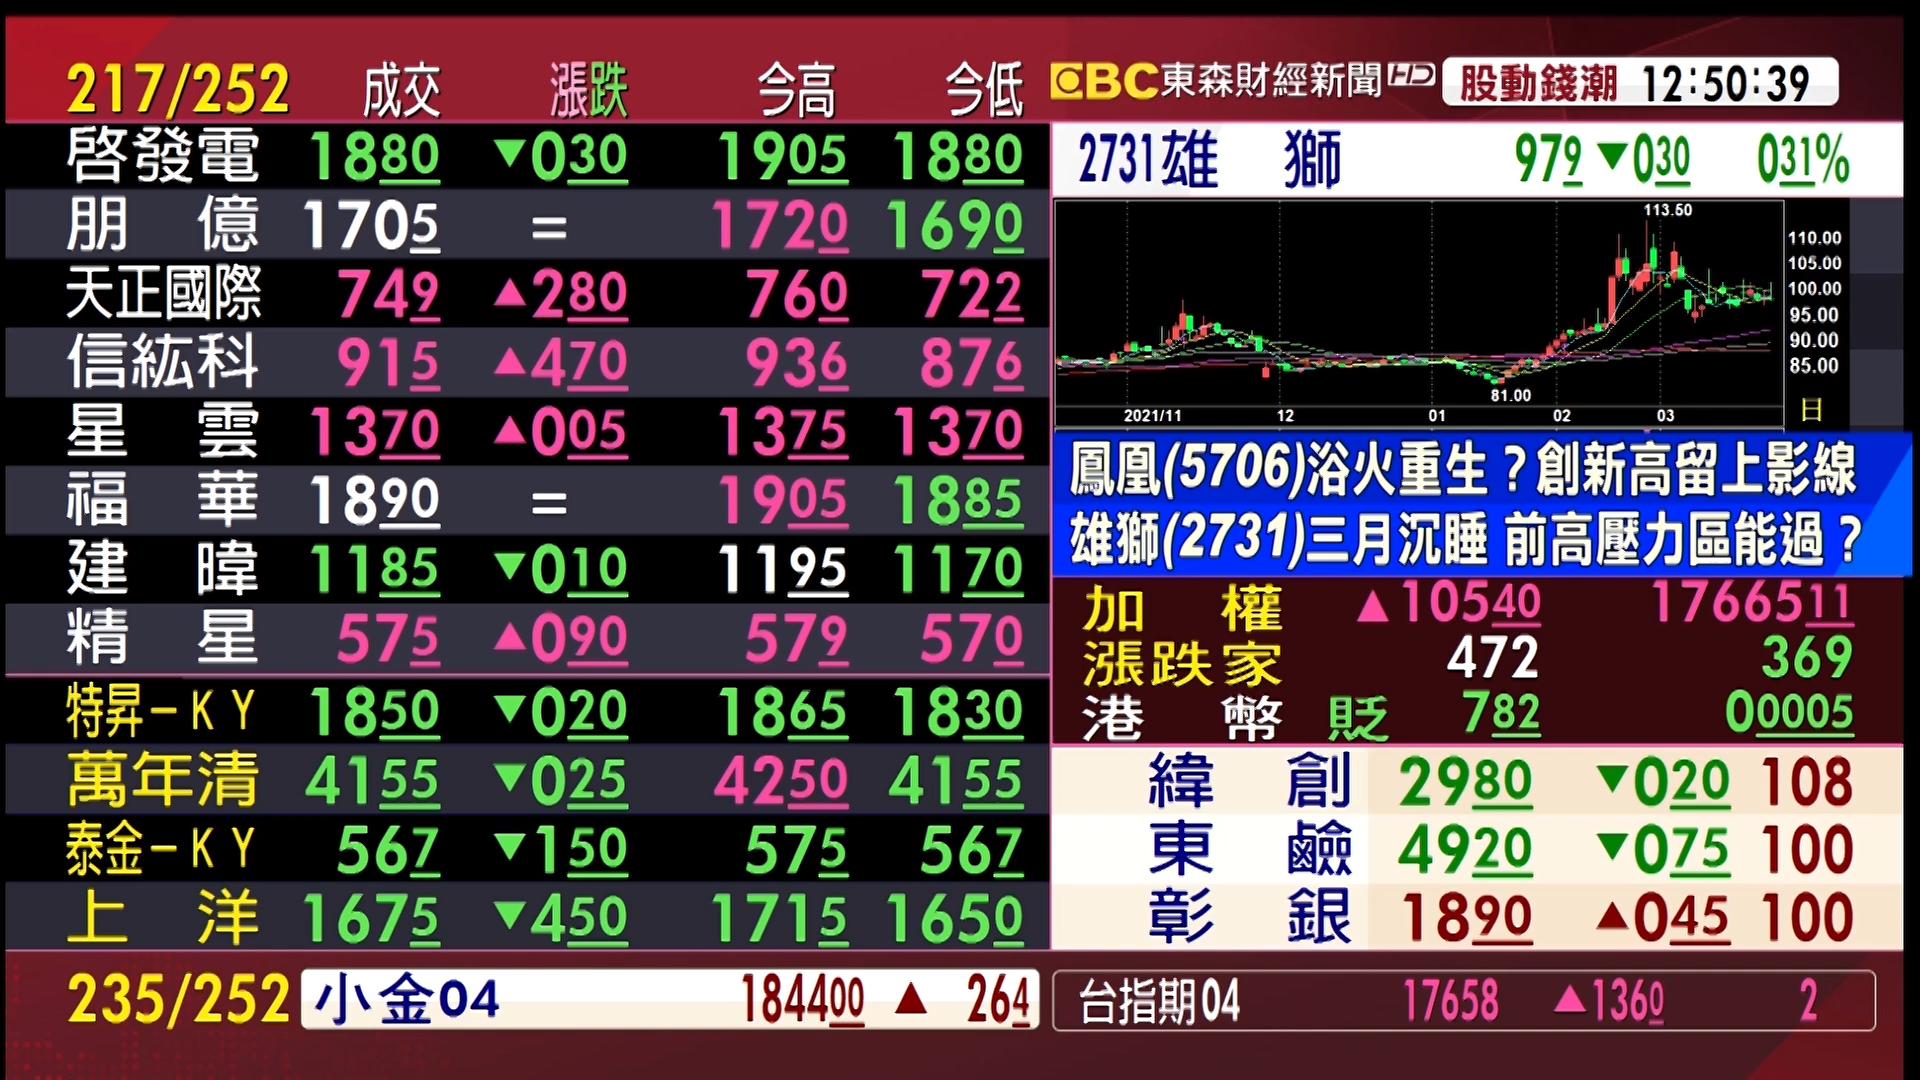 217/252 成交 漲跌 今高 今低
啓發電 1880 ▼030 1905 1880
朋億 1705 = 1720 1690
天正國際 749 ▲280 760 722
信紘科 915 ▲470 936 876
星雲 1370 ▲005 1375 1370
福華 1890 = 1905 1885
建暐 1185 ▼010 1195 1170
精星 575 ▲090 579 570
特昇-KY 1850 ▼020 1865 1830
萬年清 4155 ▼025 4250 4155
泰金-KY 567 ▼150 575 567
上洋 1675 ▼450 1715 1650
235/252 小金04 184400 ▲ 264
EBC東森財經新聞HD 股動錢潮 12:50:39
2731雄獅 979 ▼030 031%
113.50
110.00
105.00
100.00
95.00
90.00
85.00
81.00
2021/11 12 01 02 03 日
鳳凰(5706)浴火重生？創新高留上影線
雄獅(2731)三月沉睡 前高壓力區能過？
加權 ▲10540 1766511
漲跌家 472 369
港幣 貶 782 00005
緯創 2980 ▼020 108
東鹼 4920 ▼075 100
彰銀 1890 ▲045 100
台指期04 17658 ▲1360 2